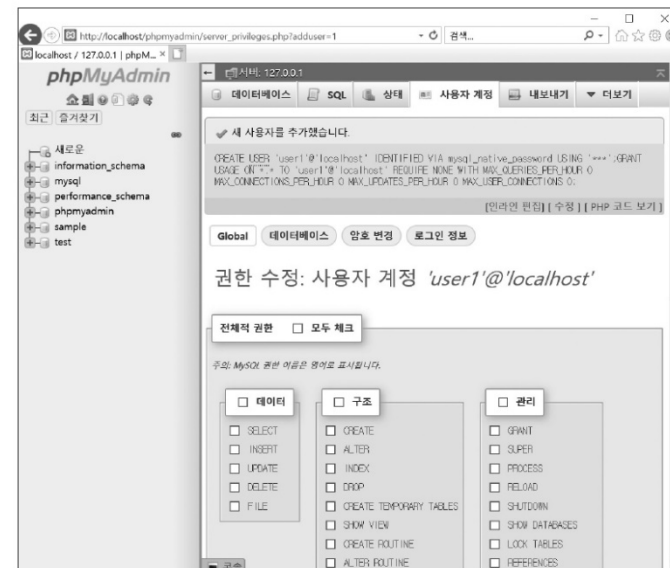 http://localhost/phpmyadmin/server_privileges.php?adduser=1
검색...
localhost / 127.0.0.1 | phpM...
phpMyAdmin
최근 즐겨찾기
새로운
information_schema
mysql
performance_schema
phpmyadmin
sample
test
서버: 127.0.0.1
데이터베이스 SQL 상태 사용자 계정 내보내기 더보기
새 사용자를 추가했습니다.
CREATE USER 'user1'@'localhost' IDENTIFIED VIA mysql_native_password USING '***';GRANT
USAGE ON *.* TO 'user1'@'localhost' REQUIRE NONE WITH MAX_QUERIES_PER_HOUR 0
MAX_CONNECTIONS_PER_HOUR 0 MAX_UPDATES_PER_HOUR 0 MAX_USER_CONNECTIONS 0;
[인라인 편집] [ 수정 ] [ PHP 코드 보기 ]
Global 데이터베이스 암호 변경 로그인 정보
권한 수정: 사용자 계정 'user1'@'localhost'
전체적 권한 모두 체크
주의: MySQL 권한 이름은 영어로 표시됩니다.
데이터
SELECT
INSERT
UPDATE
DELETE
FILE
구조
CREATE
ALTER
INDEX
DROP
CREATE TEMPORARY TABLES
SHOW VIEW
CREATE ROUTINE
ALTER ROUTINE
관리
GRANT
SUPER
PROCESS
RELOAD
SHUTDOWN
SHOW DATABASES
LOCK TABLES
REFERENCES
콘솔